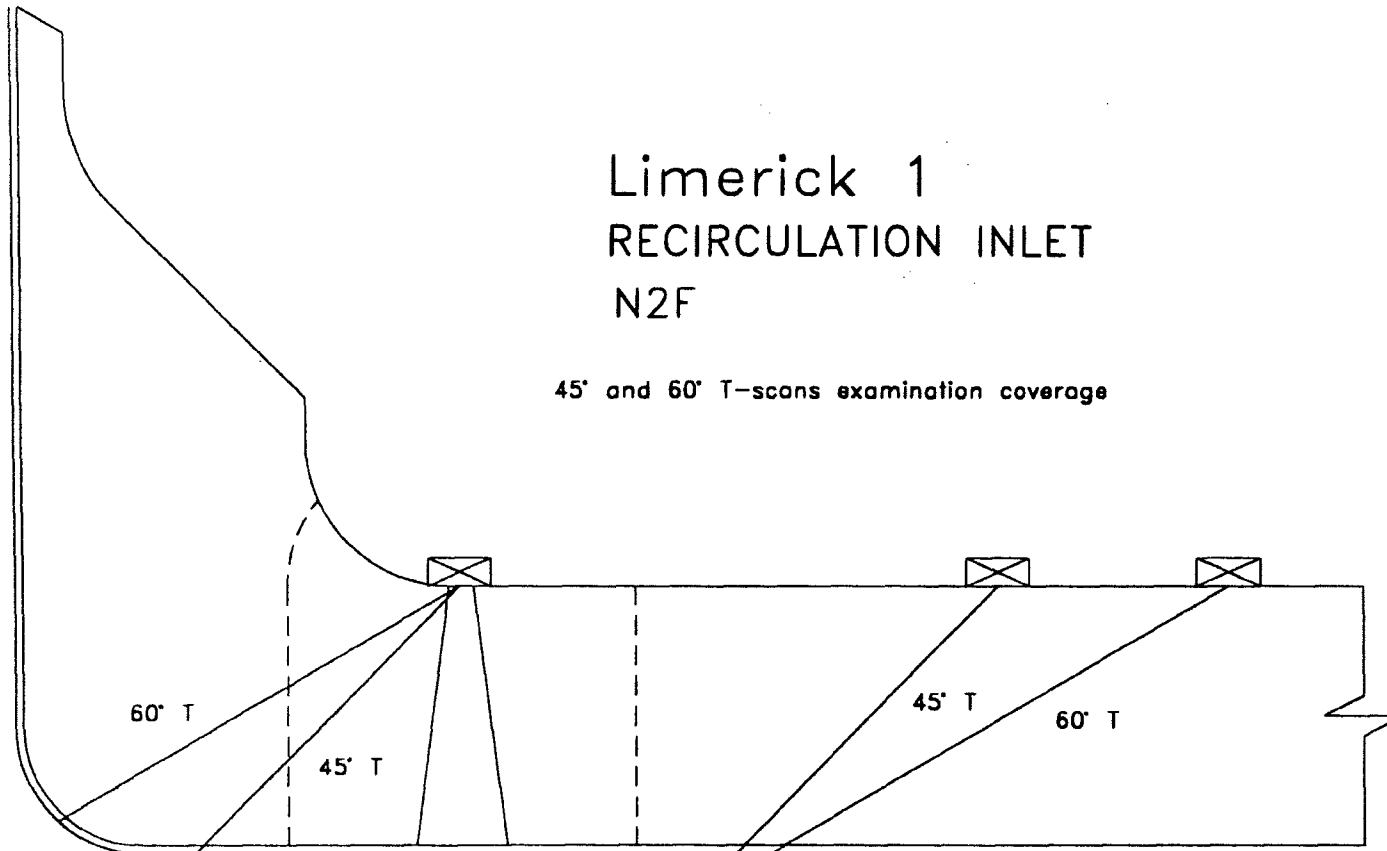 Limerick 1
RECIRCULATION INLET
N2F
45° and 60° T-scans examination coverage
60° T
45° T
45° T
60° T